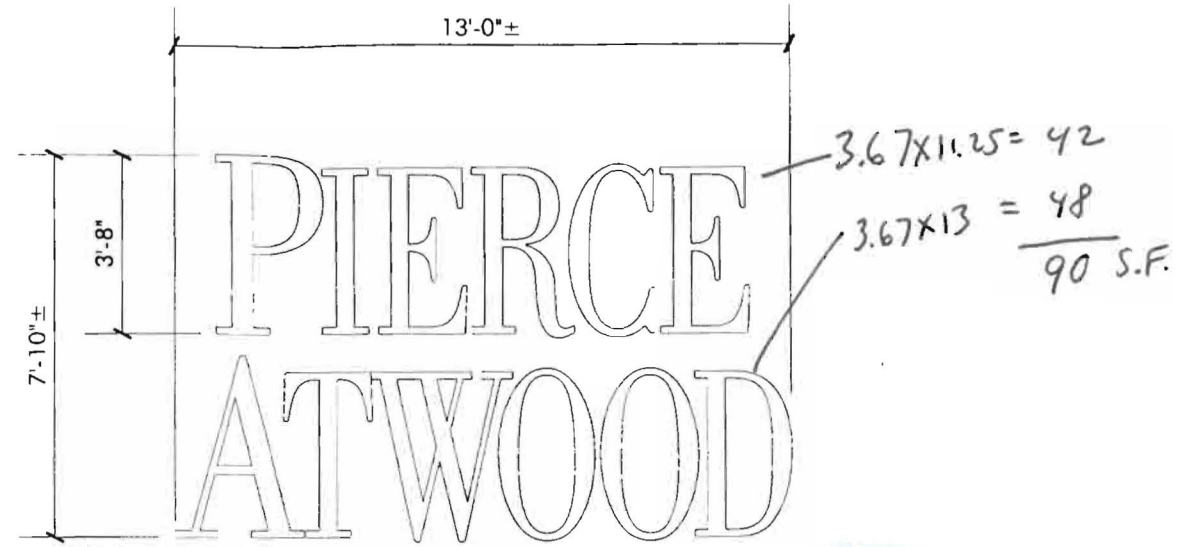 13'-0"±
3.67X11.25= 42
3'-8"
PIERCE
3.67X13 = 48
90 S.F.
7'-10"±
ATWOOD